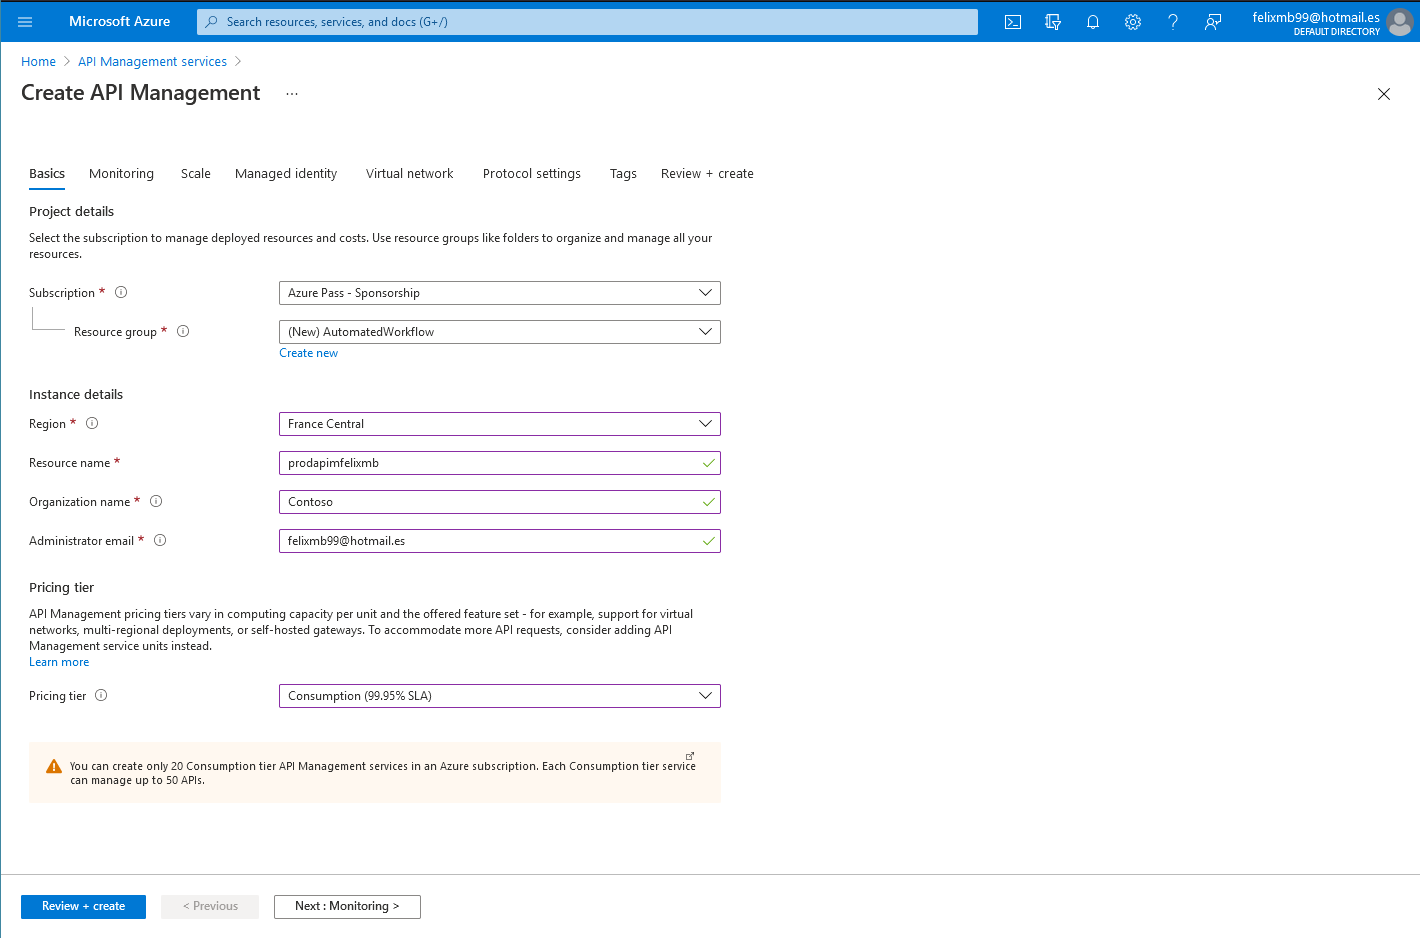 Microsoft Azure
Search resources, services, and docs (G+/)
felixmb99@hotmail.es
DEFAULT DIRECTORY
Home > API Management services >
Create API Management ...
Basics Monitoring Scale Managed identity Virtual network Protocol settings Tags Review + create
Project details
Select the subscription to manage deployed resources and costs. Use resource groups like folders to organize and manage all your
resources.
Subscription * Azure Pass - Sponsorship
Resource group * (New) AutomatedWorkflow
Create new
Instance details
Region * France Central
Resource name * prodapimfelixmb
Organization name * Contoso
Administrator email * felixmb99@hotmail.es
Pricing tier
API Management pricing tiers vary in computing capacity per unit and the offered feature set - for example, support for virtual
networks, multi-regional deployments, or self-hosted gateways. To accommodate more API requests, consider adding API
Management service units instead.
Learn more
Pricing tier Consumption (99.95% SLA)
You can create only 20 Consumption tier API Management services in an Azure subscription. Each Consumption tier service
can manage up to 50 APIs.
Review + create < Previous Next : Monitoring >